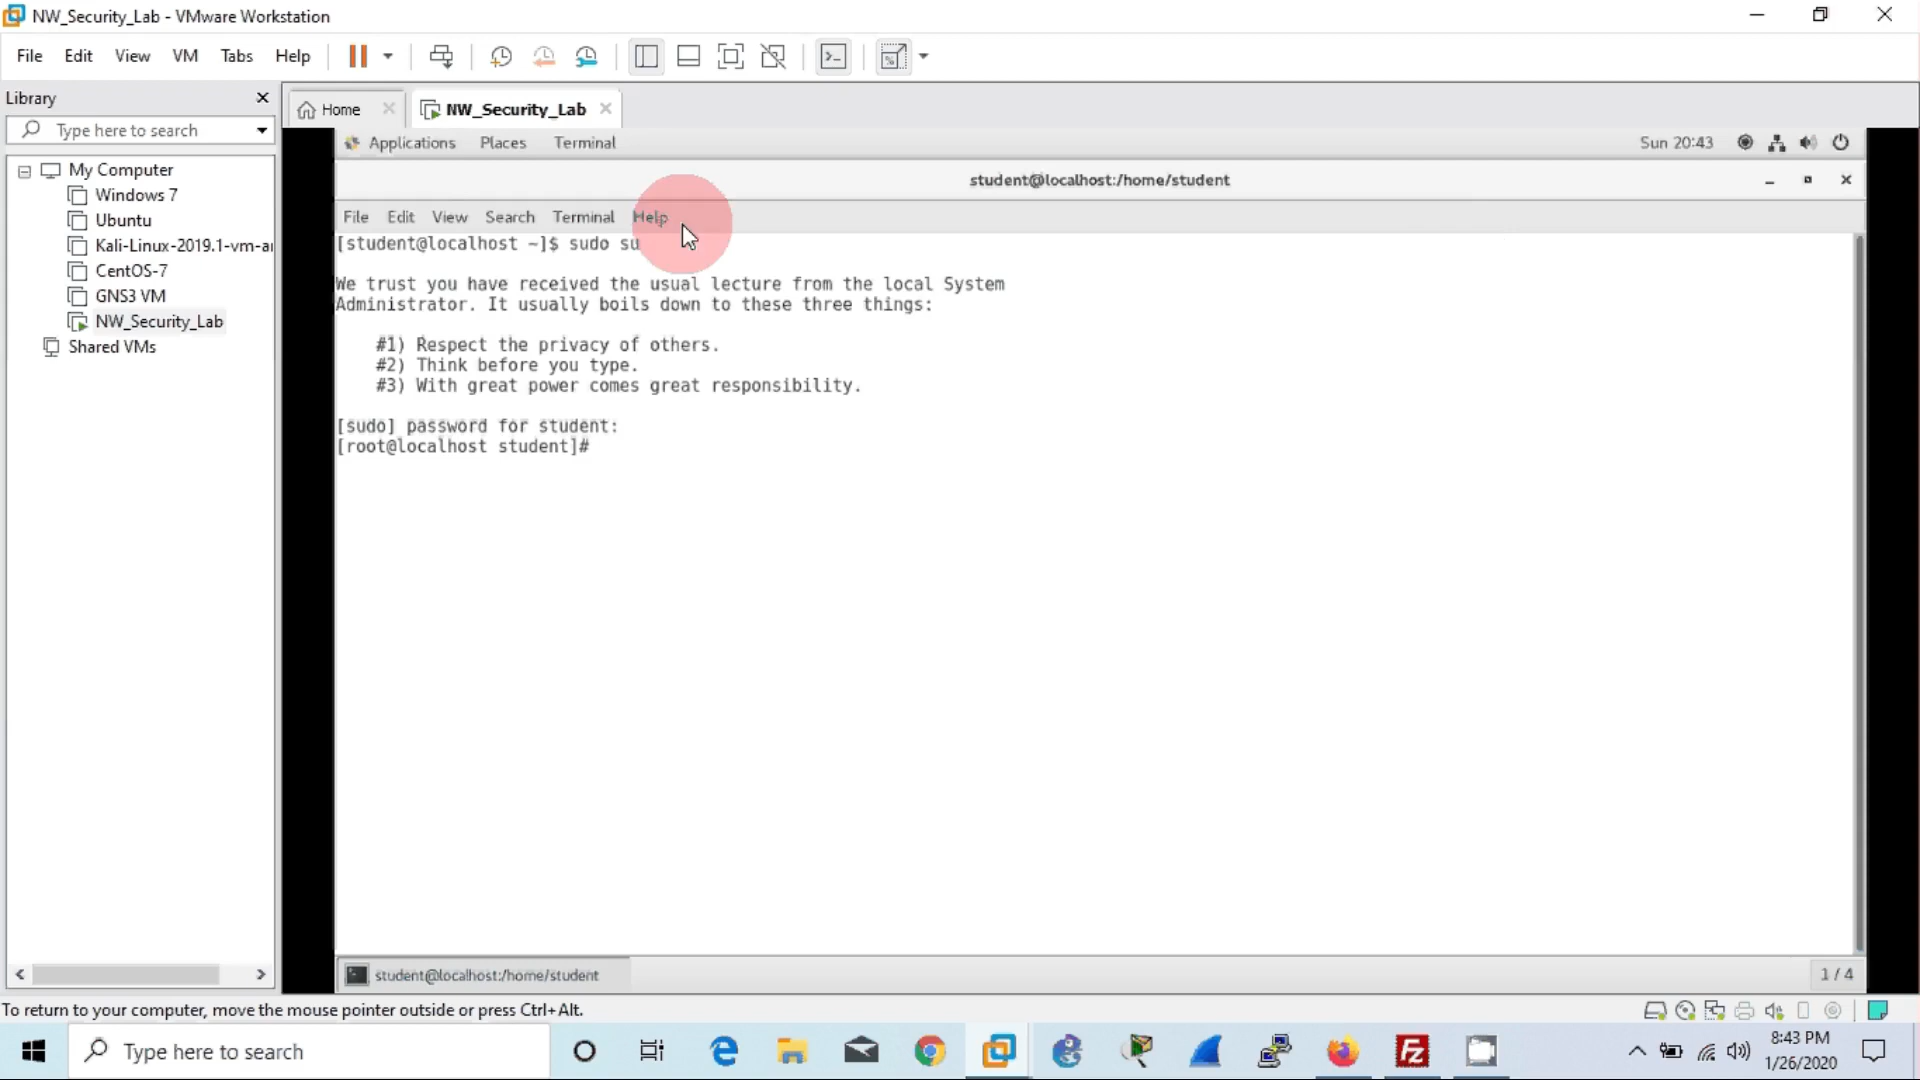 NW_Security_Lab - VMware Workstation
File Edit View VM Tabs Help
Library
Type here to search
My Computer
Windows 7
Ubuntu
Kali-Linux-2019.1-vm-a
CentOS-7
GNS3 VM
NW_Security_Lab
Shared VMs
Home
NW_Security_Lab
Applications Places Terminal
Sun 20:43
student@localhost:/home/student
File Edit View Search Terminal Help
[student@localhost ~]$ sudo su
We trust you have received the usual lecture from the local System
Administrator. It usually boils down to these three things:
#1) Respect the privacy of others.
#2) Think before you type.
#3) With great power comes great responsibility.
[sudo] password for student:
[root@localhost student]#
student@localhost:/home/student
1 / 4
To return to your computer, move the mouse pointer outside or press Ctrl+Alt.
Type here to search
8:43 PM
1/26/2020